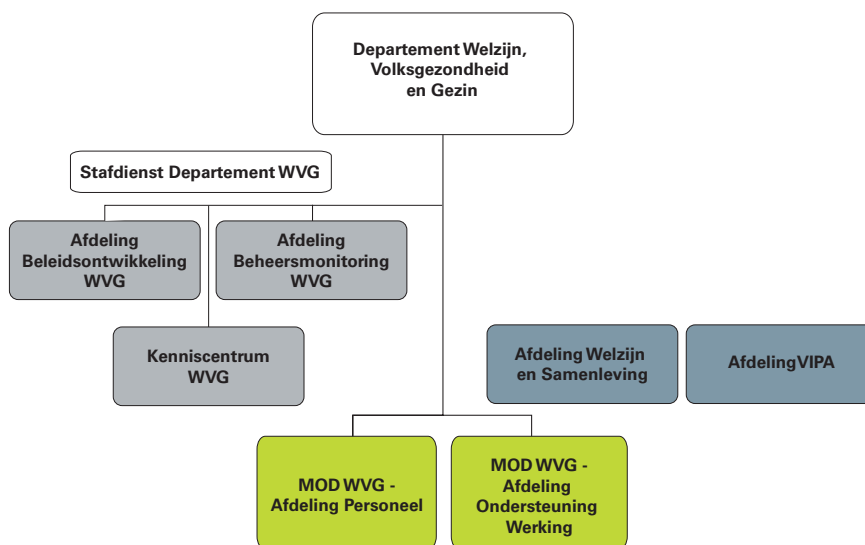 Departement Welzijn,
Volksgezondheid
en Gezin
Stafdienst Departement WVG
Afdeling
Beleidsontwikkeling
WVG
Afdeling
Beheersmonitoring
WVG
Kenniscentrum
WVG
Afdeling Welzijn
en Samenleving
Afdeling VIPA
MOD WVG -
Afdeling Personeel
MOD WVG -
Afdeling
Ondersteuning
Werking